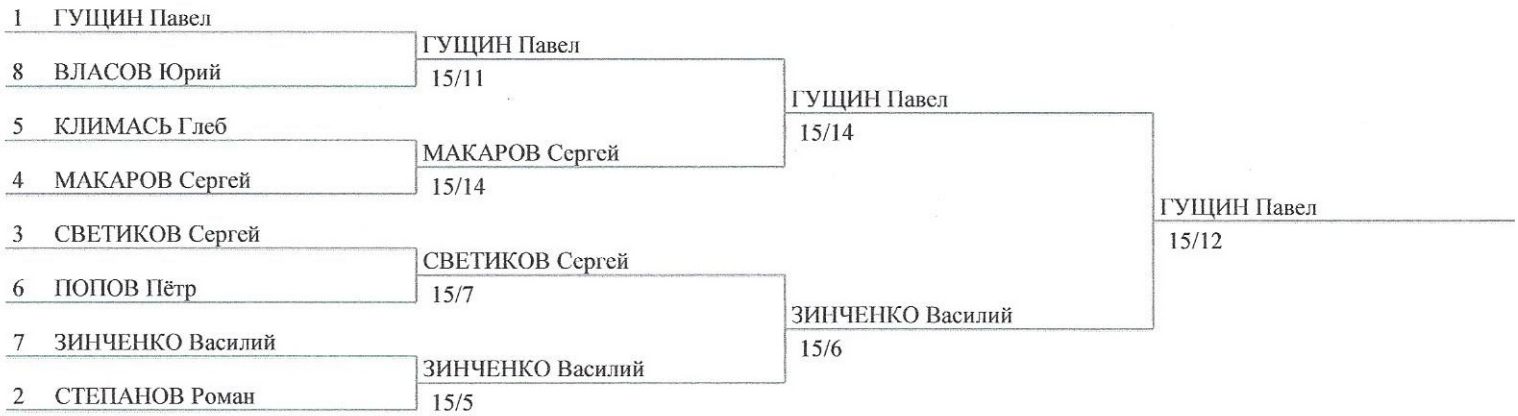 1 ГУЩИН Павел
8 ВЛАСОВ Юрий
5 КЛИМАСЬ Глеб
4 МАКАРОВ Сергей
3 СВЕТИКОВ Сергей
6 ПОПОВ Пётр
7 ЗИНЧЕНКО Василий
2 СТЕПАНОВ Роман
ГУЩИН Павел
15/11
МАКАРОВ Сергей
15/14
СВЕТИКОВ Сергей
15/7
ЗИНЧЕНКО Василий
15/5
ГУЩИН Павел
15/14
ЗИНЧЕНКО Василий
15/6
ГУЩИН Павел
15/12